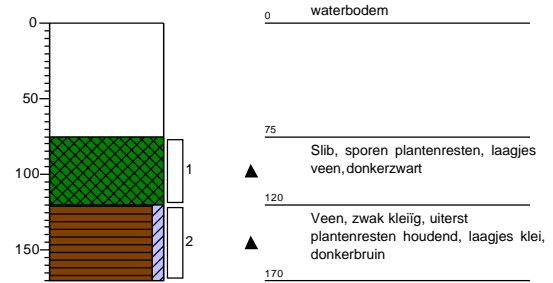 0
waterbodem
0
50
75
Slib, sporen plantenresten, laagjes
veen, donkerzwart
100
1
120
Veen, zwak kleiïg, uiterst
plantenresten houdend, laagjes klei,
donkerbruin
150
2
170